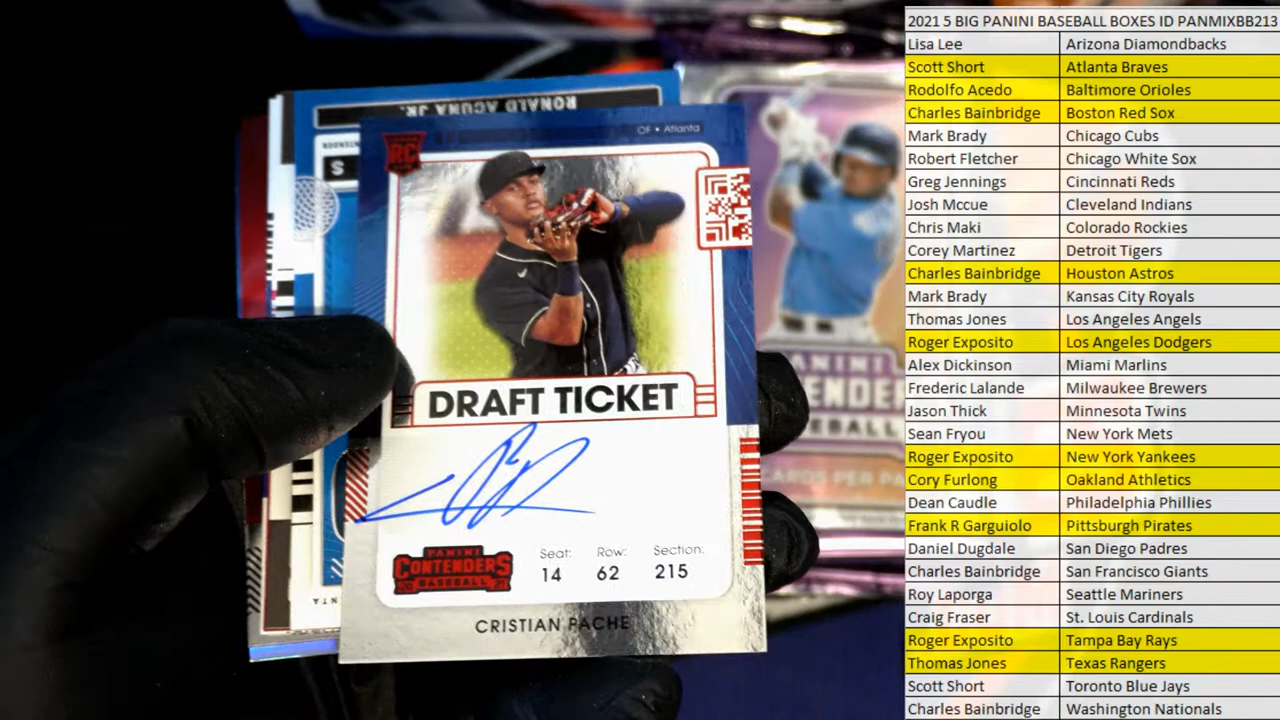 RONALD ACUNA JR.
S
RC
CF • Atlanta
DRAFT TICKET
PANINI
CONTENDERS
BASEBALL
Seat: Row: Section:
14 62 215
CRISTIAN PACHE
2021 5 BIG PANINI BASEBALL BOXES ID PANMIXBB213
Lisa Lee Arizona Diamondbacks
Scott Short Atlanta Braves
Rodolfo Acedo Baltimore Orioles
Charles Bainbridge Boston Red Sox
Mark Brady Chicago Cubs
Robert Fletcher Chicago White Sox
Greg Jennings Cincinnati Reds
Josh Mccue Cleveland Indians
Chris Maki Colorado Rockies
Corey Martinez Detroit Tigers
Charles Bainbridge Houston Astros
Mark Brady Kansas City Royals
Thomas Jones Los Angeles Angels
Roger Exposito Los Angeles Dodgers
Alex Dickinson Miami Marlins
Frederic Lalande Milwaukee Brewers
Jason Thick Minnesota Twins
Sean Fryou New York Mets
Roger Exposito New York Yankees
Cory Furlong Oakland Athletics
Dean Caudle Philadelphia Phillies
Frank R Garguiolo Pittsburgh Pirates
Daniel Dugdale San Diego Padres
Charles Bainbridge San Francisco Giants
Roy Laporga Seattle Mariners
Craig Fraser St. Louis Cardinals
Roger Exposito Tampa Bay Rays
Thomas Jones Texas Rangers
Scott Short Toronto Blue Jays
Charles Bainbridge Washington Nationals